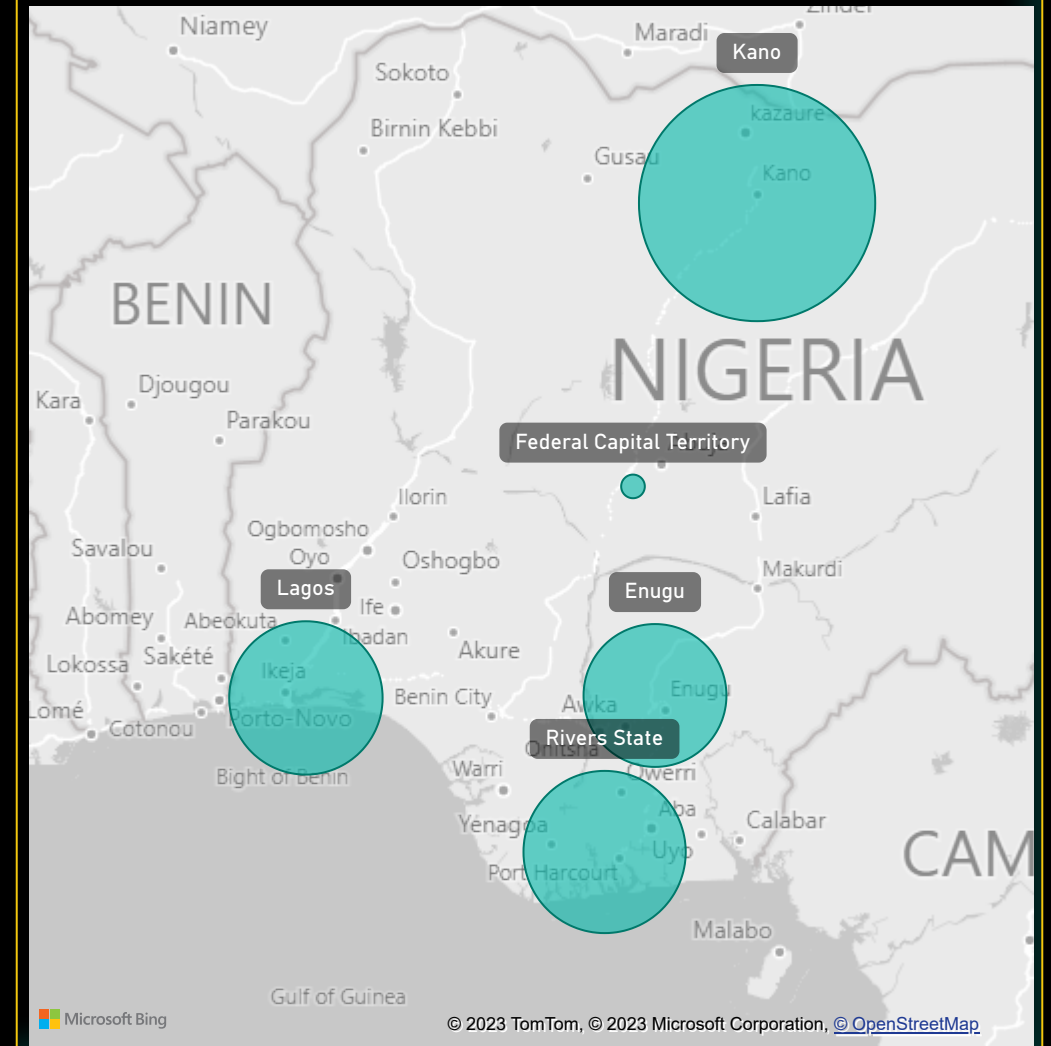 Zinder
Niamey
Maradi
Kano
Sokoto
kazaure
Birnin Kebbi
Gusau
Kano
BENIN
NIGERIA
Djougou
Kara
Parakou
Federal Capital Territory
Ilorin
Lafia
Ogbomosho
Savalou
Oyo
Oshogbo
Makurdi
Lagos
Enugu
Ife
Abomey
Abeokuta
Ibadan
Akure
Sakété
Lokossa
Ikeja
Enugu
Benin City
Awka
Lomé
Porto-Novo
Cotonou
Rivers State
Onitsha
Bight of Benin
Warri
Owerri
Aba
Yenagoa
Calabar
Uyo
CAM
Port Harcourt
Malabo
Gulf of Guinea
Microsoft Bing
© 2023 TomTom, © 2023 Microsoft Corporation, © OpenStreetMap